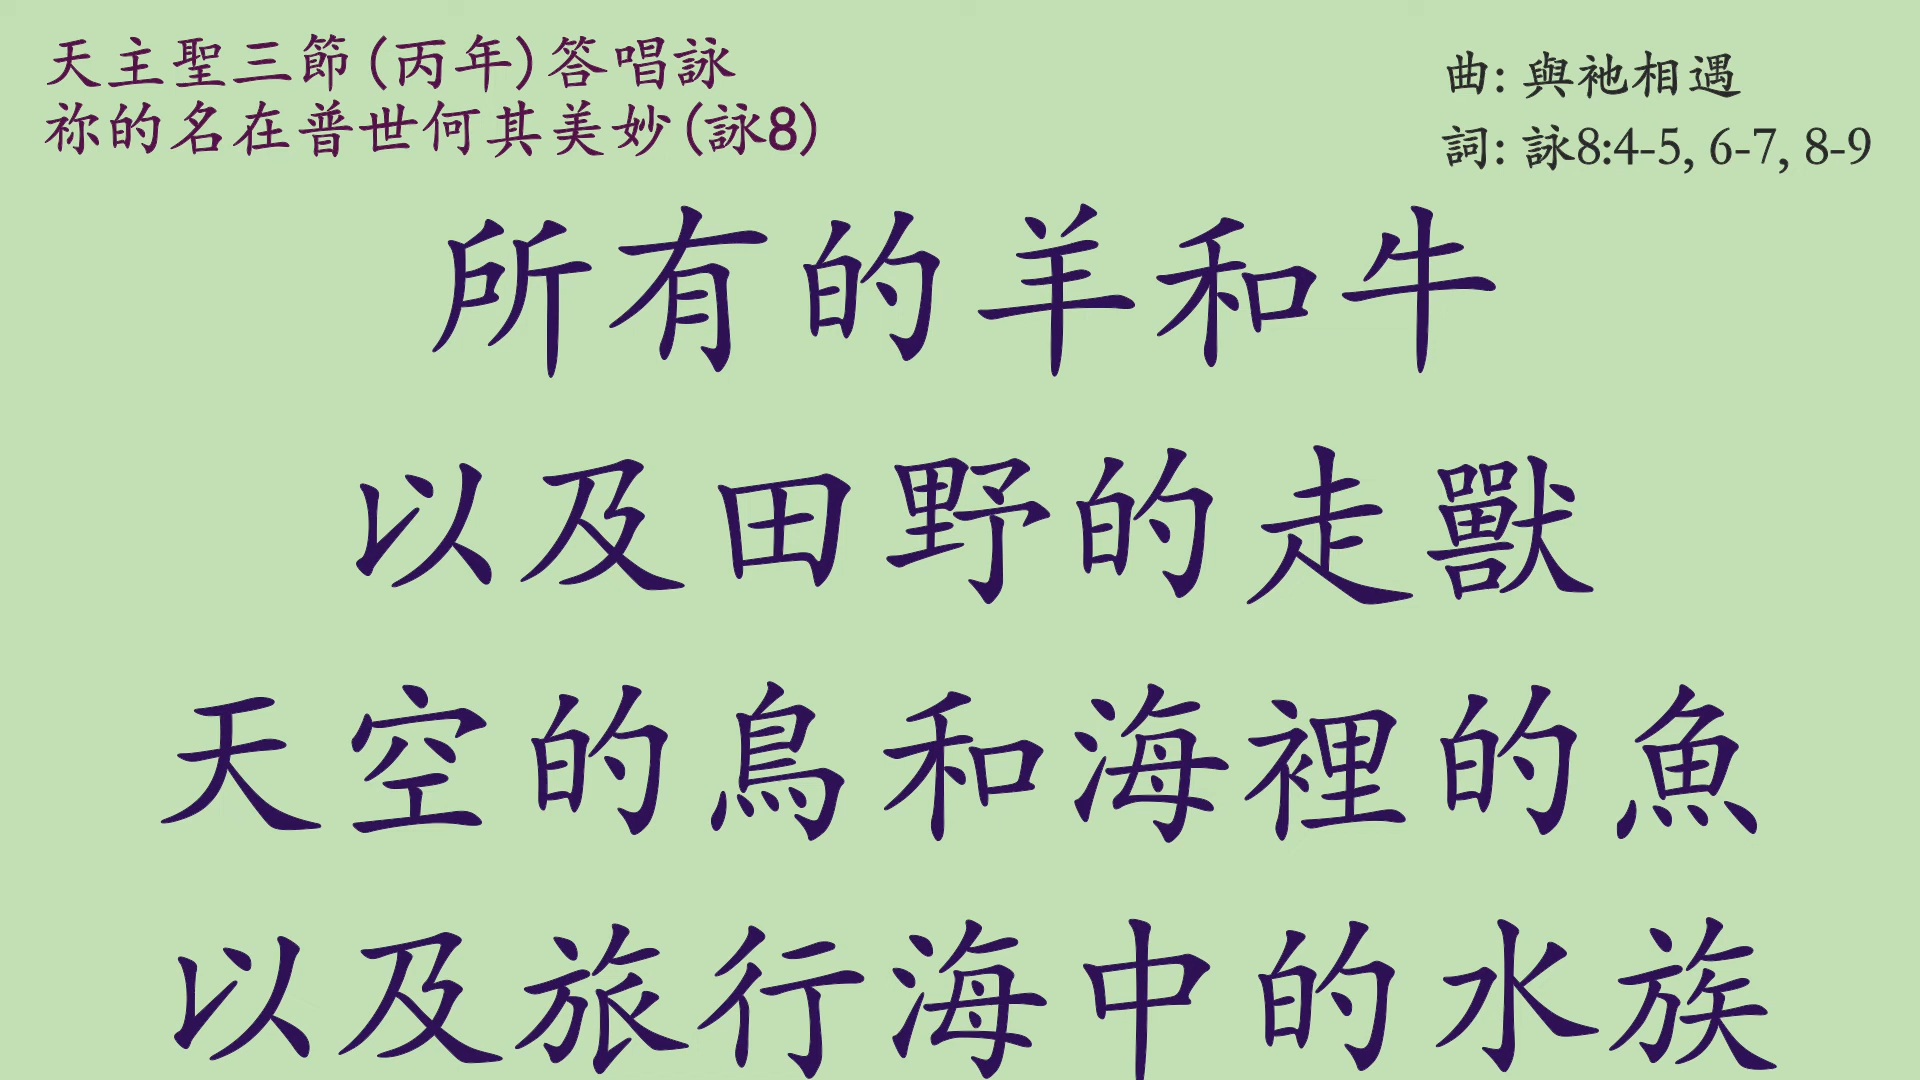 天主聖三節(丙年)答唱詠
祢的名在普世何其美妙(詠8)
曲: 與祂相遇
詞: 詠8:4-5, 6-7, 8-9
所有的羊和牛
以及田野的走獸
天空的鳥和海裡的魚
以及旅行海中的水族